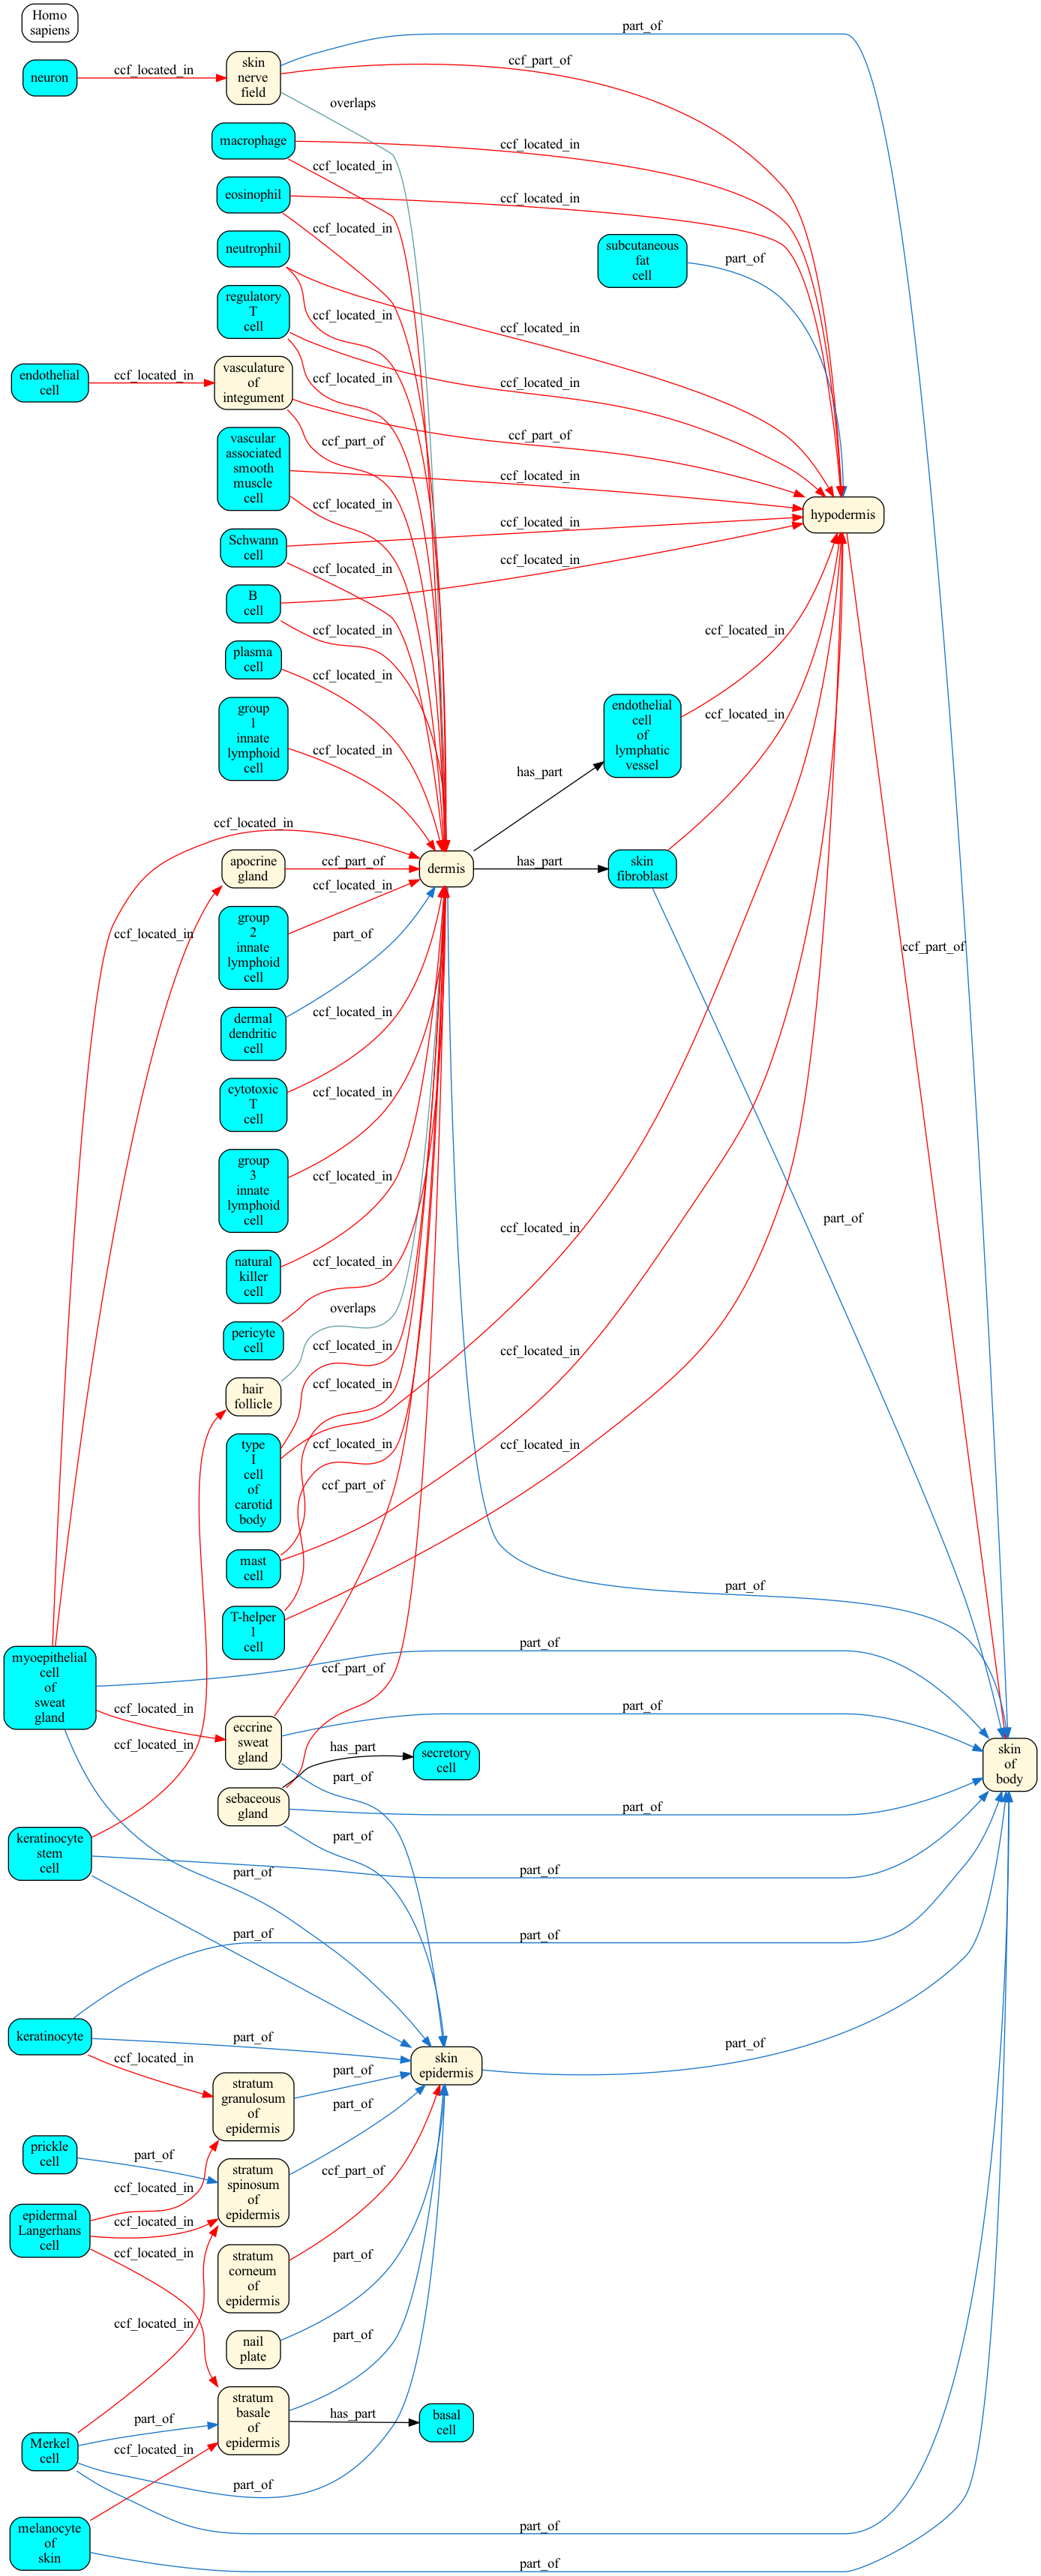 Homo
sapiens
part_of
neuron
ccf_located_in
skin
nerve
field
ccf_part_of
overlaps
macrophage
ccf_located_in
ccf_located_in
eosinophil
ccf_located_in
ccf_located_in
neutrophil
subcutaneous
fat
cell
part_of
regulatory
T
cell
ccf_located_in
ccf_located_in
endothelial
cell
ccf_located_in
vasculature
of
integument
ccf_located_in
ccf_located_in
ccf_part_of
ccf_part_of
vascular
associated
smooth
muscle
cell
ccf_located_in
ccf_located_in
hypodermis
Schwann
cell
ccf_located_in
ccf_located_in
B
cell
ccf_located_in
ccf_located_in
plasma
cell
ccf_located_in
group
1
innate
lymphoid
cell
ccf_located_in
endothelial
cell
of
lymphatic
vessel
ccf_located_in
ccf_located_in
has_part
ccf_located_in
apocrine
gland
ccf_part_of
dermis
has_part
skin
fibroblast
ccf_located_in
ccf_located_in
group
2
innate
lymphoid
cell
part_of
ccf_part_of
dermal
dendritic
cell
ccf_located_in
cytotoxic
T
cell
ccf_located_in
group
3
innate
lymphoid
cell
ccf_located_in
part_of
ccf_located_in
natural
killer
cell
ccf_located_in
pericyte
cell
overlaps
ccf_located_in
ccf_located_in
hair
follicle
ccf_located_in
type
I
cell
of
carotid
body
ccf_located_in
ccf_located_in
ccf_part_of
mast
cell
part_of
T-helper
1
cell
myoepithelial
cell
of
sweat
gland
part_of
ccf_part_of
ccf_located_in
eccrine
sweat
gland
part_of
ccf_located_in
has_part
secretory
cell
skin
of
body
part_of
sebaceous
gland
part_of
part_of
keratinocyte
stem
cell
part_of
part_of
part_of
part_of
keratinocyte
part_of
part_of
ccf_located_in
skin
epidermis
stratum
granulosum
of
epidermis
part_of
part_of
prickle
cell
part_of
ccf_located_in
stratum
spinosum
of
epidermis
ccf_part_of
epidermal
Langerhans
cell
ccf_located_in
ccf_located_in
stratum
corneum
of
epidermis
part_of
ccf_located_in
nail
plate
part_of
stratum
basale
of
epidermis
has_part
basal
cell
Merkel
cell
part_of
ccf_located_in
part_of
part_of
melanocyte
of
skin
part_of